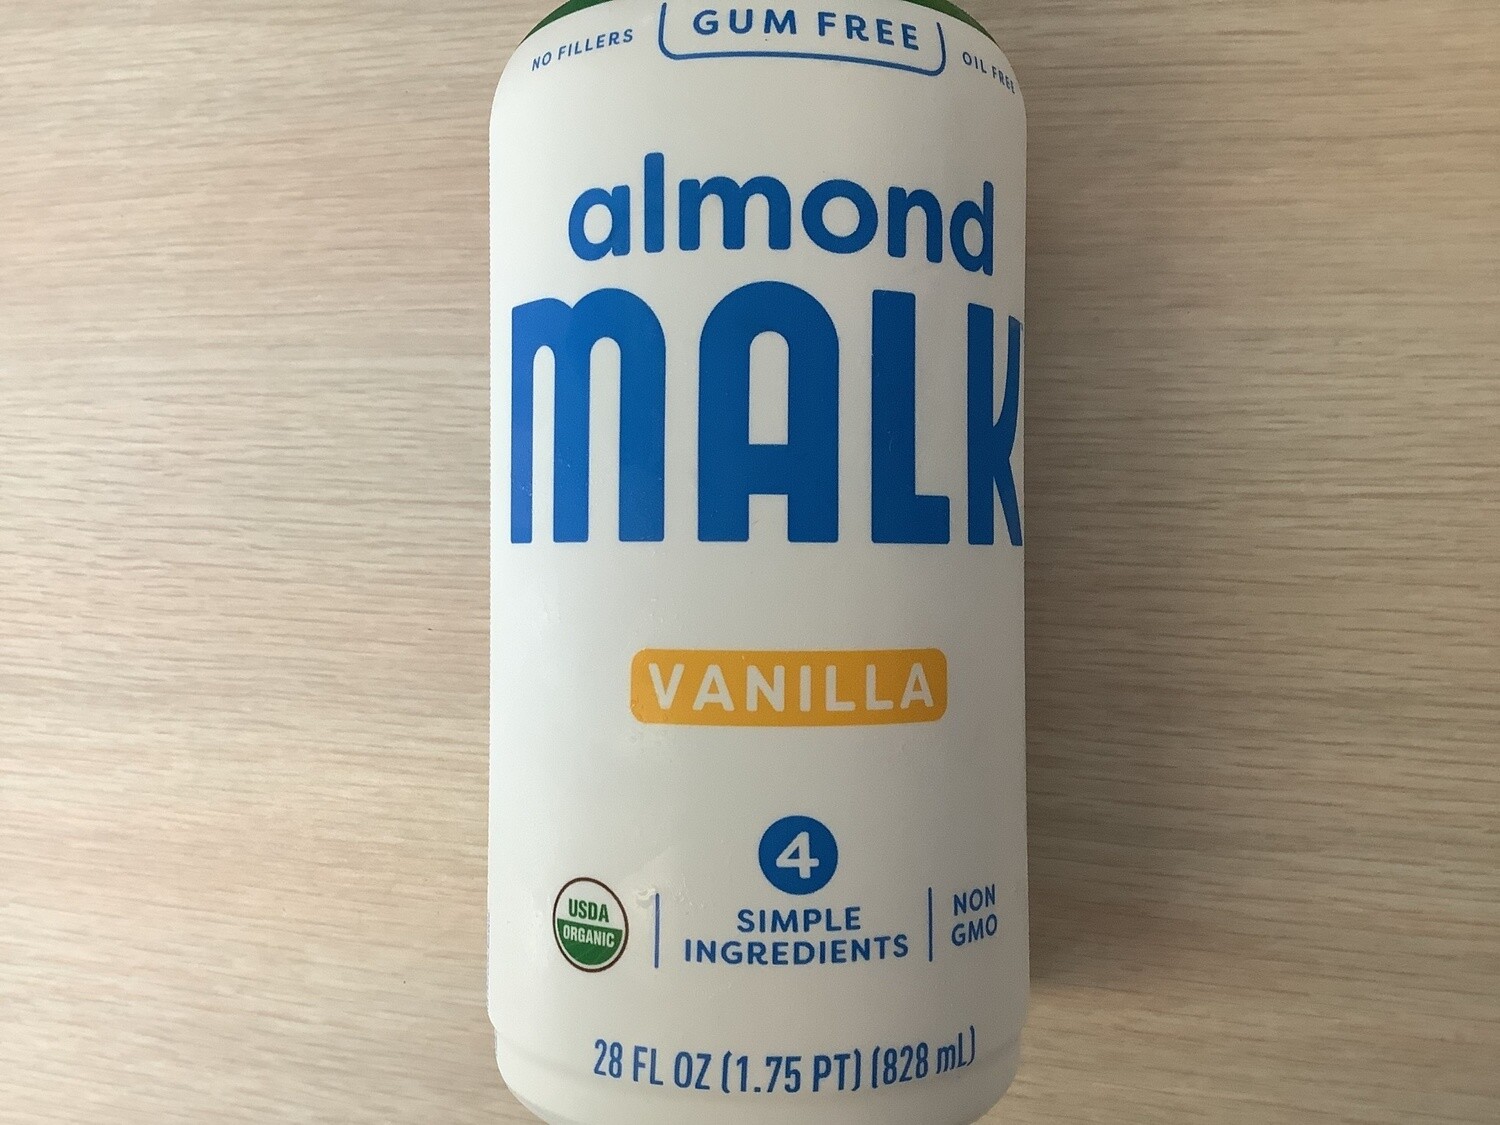 GUM FREE
NO FILLERS
OIL FREE
almond
MALK
VANILLA
4
SIMPLE
INGREDIENTS
USDA
ORGANIC
NON
GMO
28 FL OZ (1.75 PT) (828 mL)